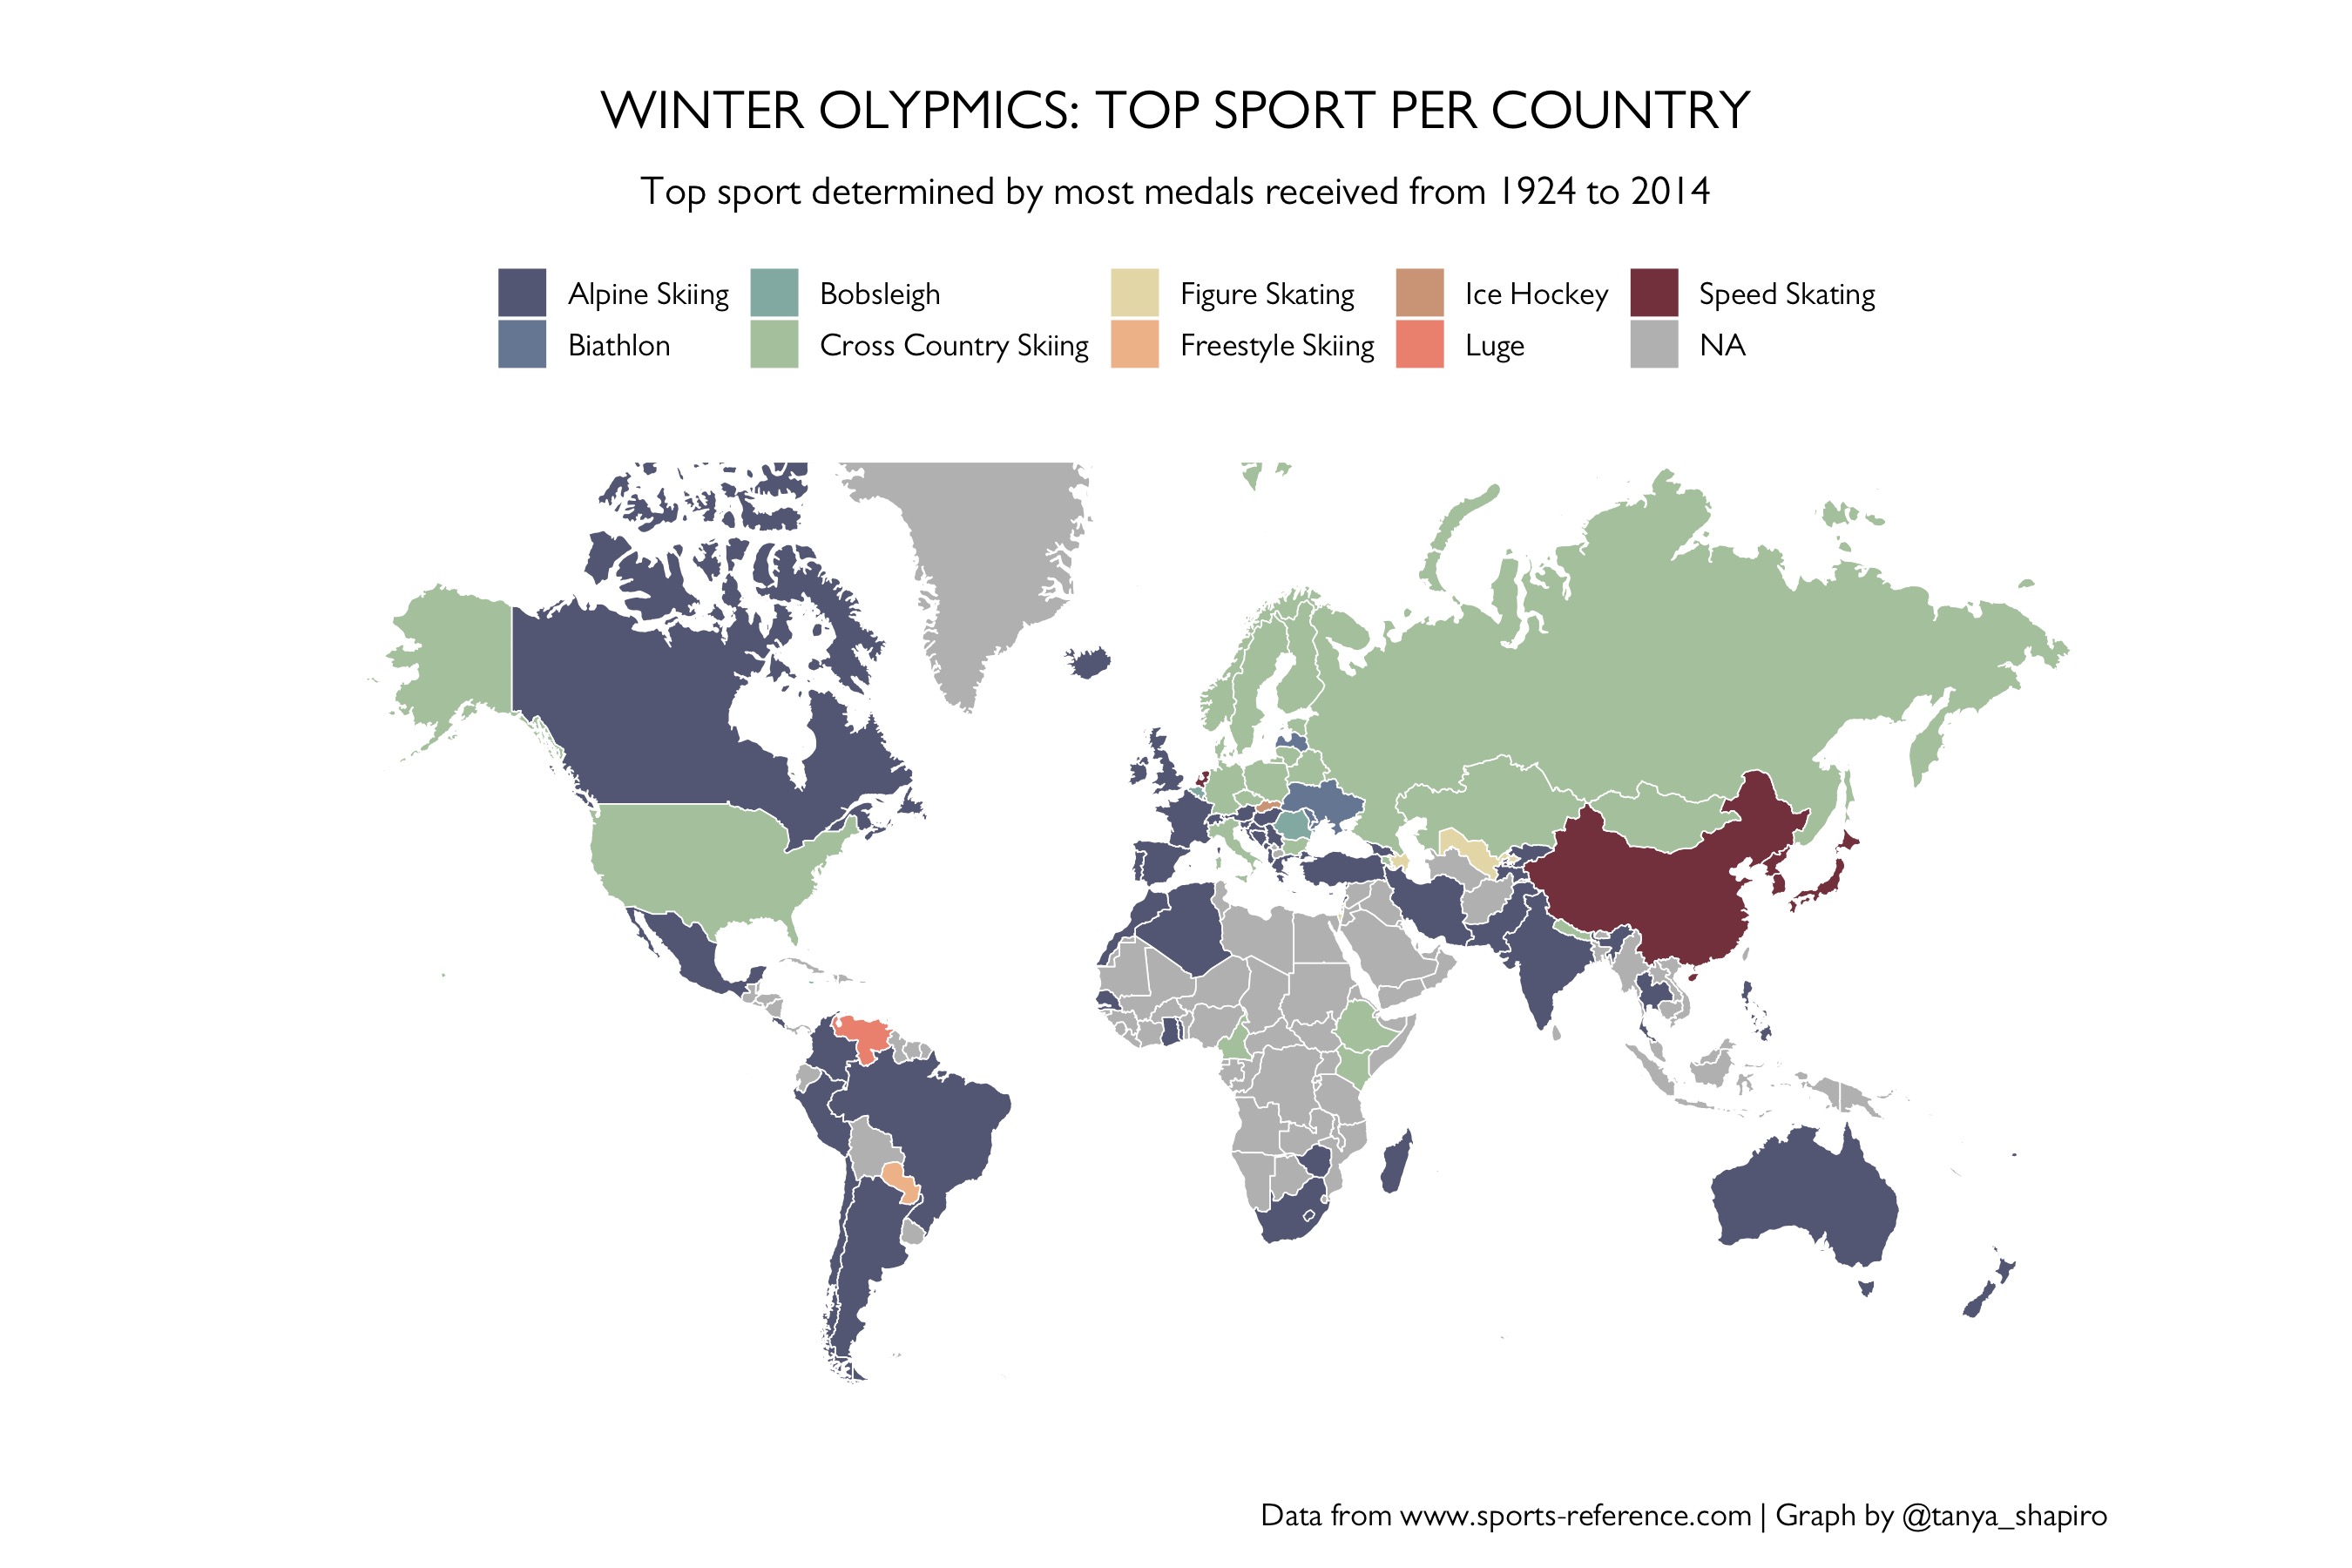 WINTER OLYPMICS: TOP SPORT PER COUNTRY
Top sport determined by most medals received from 1924 to 2014
Alpine Skiing
Bobsleigh
Figure Skating
Ice Hockey
Speed Skating
Biathlon
Cross Country Skiing
Freestyle Skiing
Luge
NA
Data from www.sports-reference.com | Graph by @tanya_shapiro